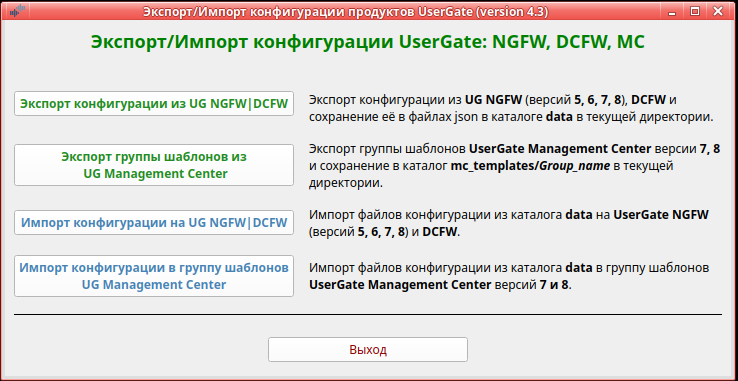 Экспорт/Импорт конфигурации продуктов UserGate (version 4.3)
Экспорт/Импорт конфигурации UserGate: NGFW, DCFW, MC
Экспорт конфигурации из UG NGFW|DCFW
Экспорт конфигурации из UG NGFW (версий 5, 6, 7, 8), DCFW и
сохранение её в файлах json в каталоге data в текущей директории.
Экспорт группы шаблонов из
UG Management Center
Экспорт группы шаблонов UserGate Management Center версии 7, 8
и сохранение в каталог mc_templates/Group_name в текущей
директории.
Импорт конфигурации на UG NGFW|DCFW
Импорт файлов конфигурации из каталога data на UserGate NGFW
(версий 5, 6, 7, 8) и DCFW.
Импорт конфигурации в группу шаблонов
UG Management Center
Импорт файлов конфигурации из каталога data в группу шаблонов
UserGate Management Center версий 7 и 8.
Выход